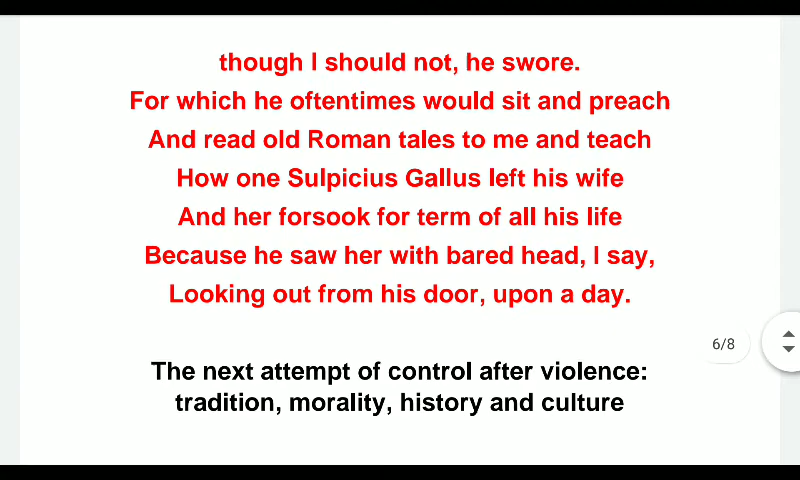 though I should not, he swore.
For which he oftentimes would sit and preach
And read old Roman tales to me and teach
How one Sulpicius Gallus left his wife
And her forsook for term of all his life
Because he saw her with bared head, I say,
Looking out from his door, upon a day.
6/8
The next attempt of control after violence:
tradition, morality, history and culture